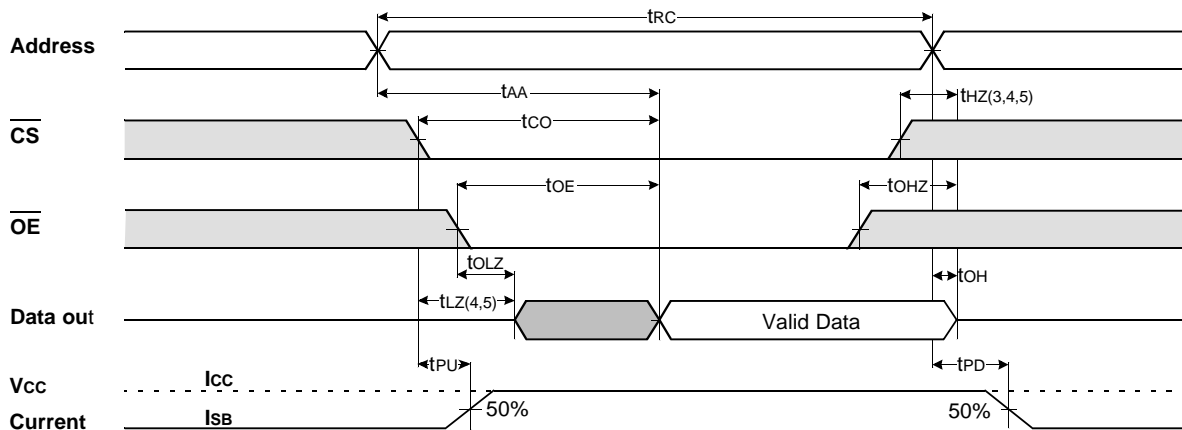 tRC
Address
tAA
tHZ(3,4,5)
CS
tCO
tOE
tOHZ
OE
tOLZ
tOH
tLZ(4,5)
Data out
Valid Data
tPU
tPD
VCC
ICC
50%
50%
Current
ISB